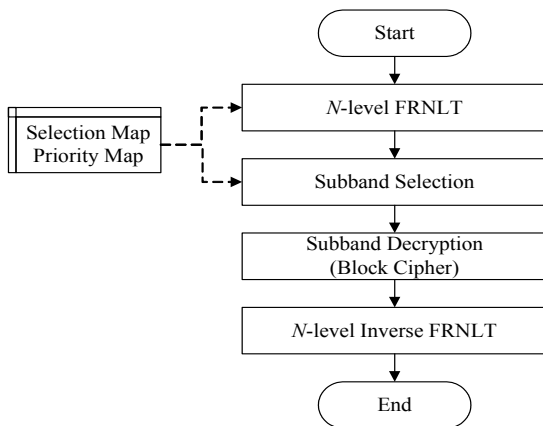 Start
N-level FRNLT
Selection Map
Priority Map
Subband Selection
Subband Decryption
(Block Cipher)
N-level Inverse FRNLT
End